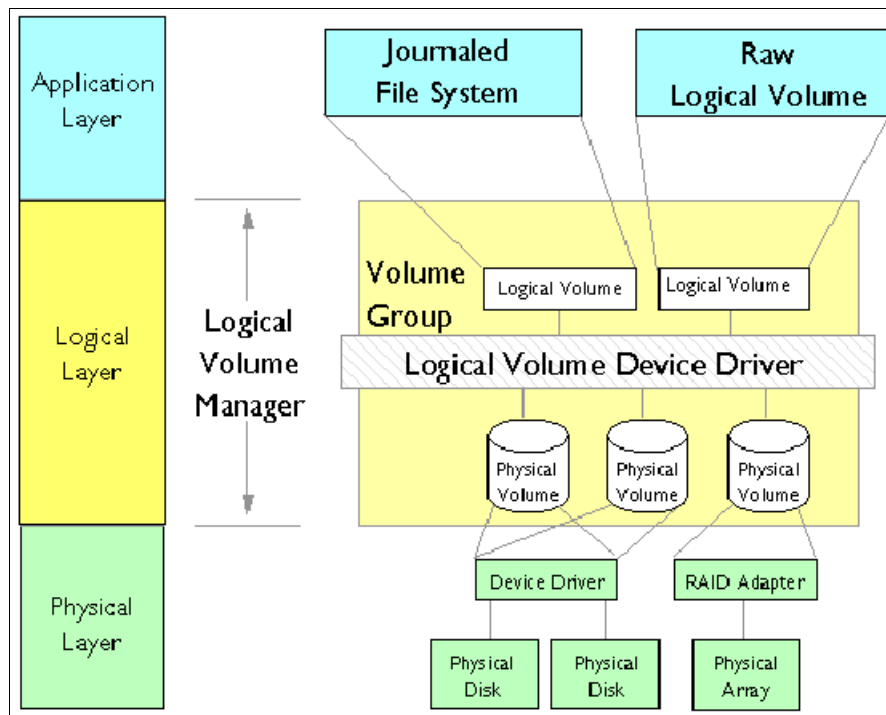 Application
Layer
Journaled
File System
Raw
Logical Volume
Logical
Layer
Logical
Volume
Manager
Volume
Group
Logical Volume
Logical Volume
Logical Volume Device Driver
Physical
Volume
Physical
Volume
Physical
Volume
Physical
Layer
Device Driver
RAID Adapter
Physical
Disk
Physical
Disk
Physical
Array